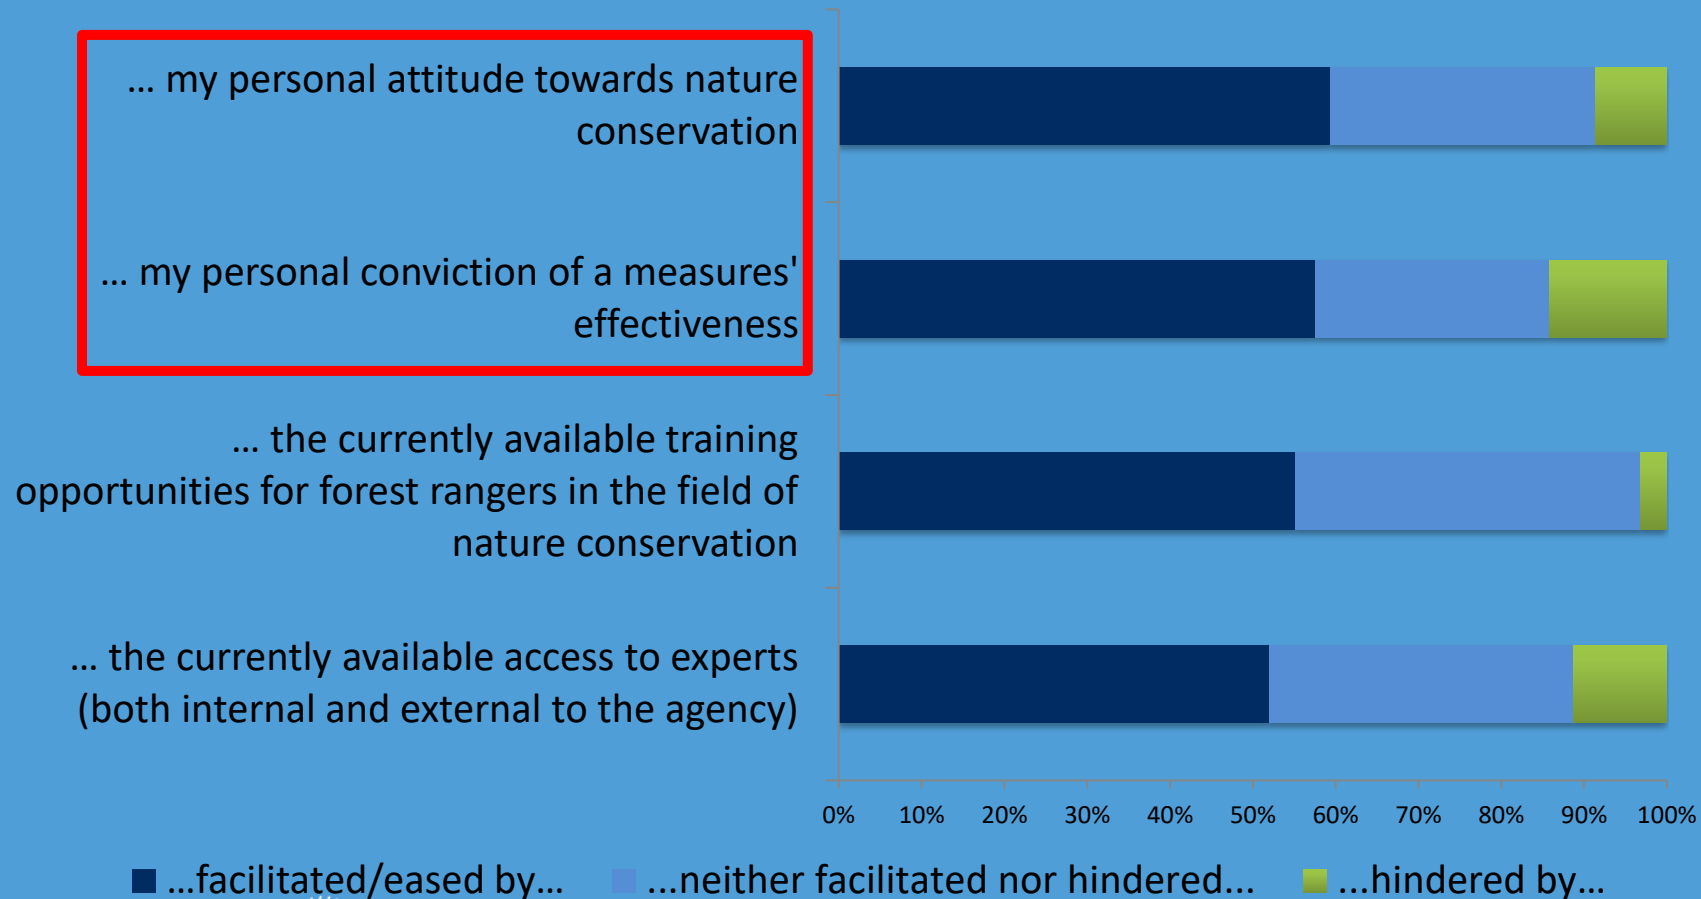 ... my personal attitude towards nature
conservation
... my personal conviction of a measures'
effectiveness
... the currently available training
opportunities for forest rangers in the field of
nature conservation
... the currently available access to experts
(both internal and external to the agency)
0% 10% 20% 30% 40% 50% 60% 70% 80% 90% 100%
...facilitated/eased by... ...neither facilitated nor hindered... ...hindered by...